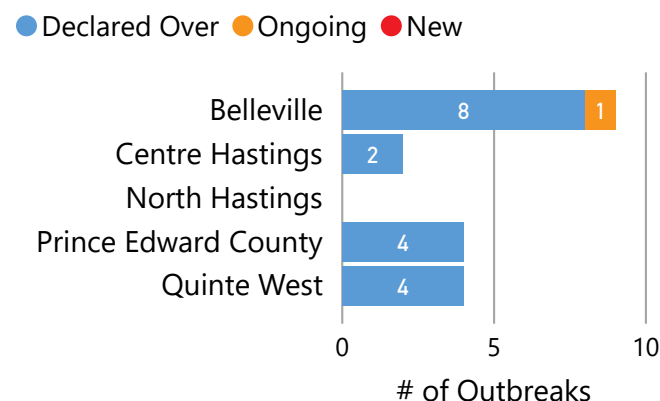 Declared Over Ongoing New
Belleville 8 1
Centre Hastings 2
North Hastings
Prince Edward County 4
Quinte West 4
0 5 10
# of Outbreaks